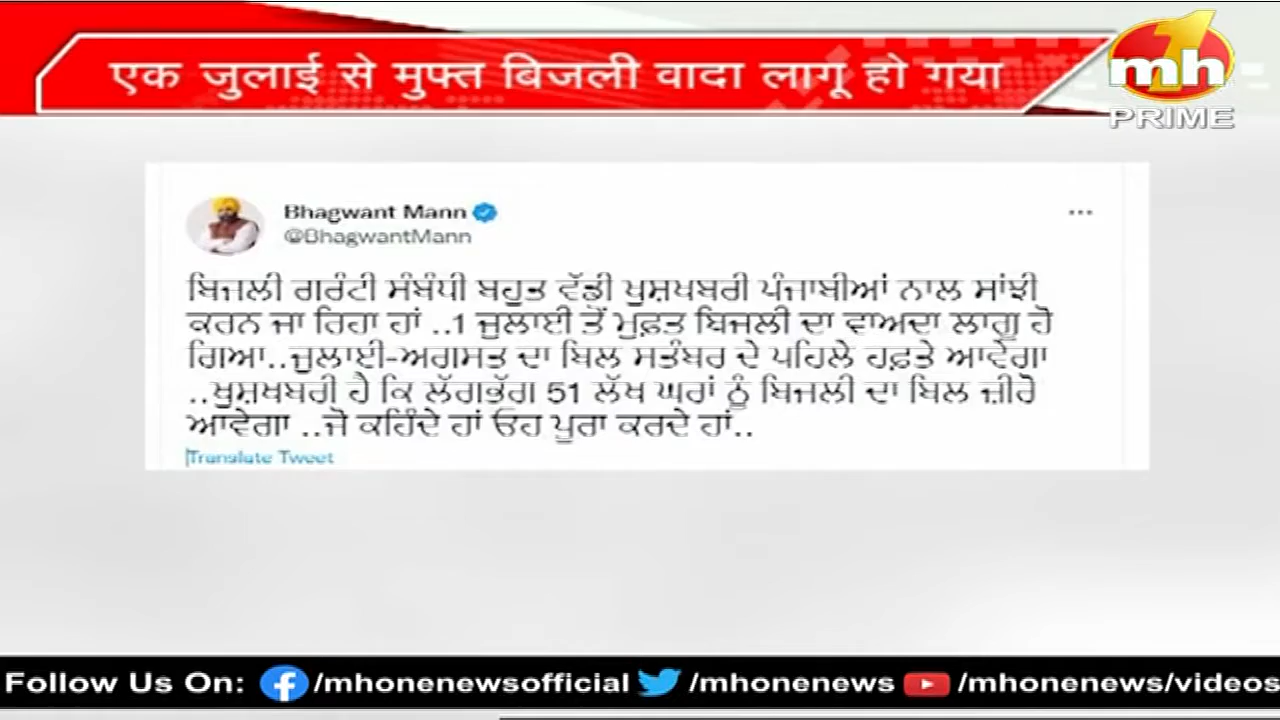 एक जुलाई से मुफ्त बिजली वादा लागू हो गया
mh
PRIME
Bhagwant Mann
@BhagwantMann
ਬਿਜਲੀ ਗਰੰਟੀ ਸੰਬੰਧੀ ਬਹੁਤ ਵੱਡੀ ਖੁਸ਼ਖਬਰੀ ਪੰਜਾਬੀਆਂ ਨਾਲ ਸਾਂਝੀ
ਕਰਨ ਜਾ ਰਿਹਾ ਹਾਂ ..1 ਜੁਲਾਈ ਤੋਂ ਮੁਫ਼ਤ ਬਿਜਲੀ ਦਾ ਵਾਅਦਾ ਲਾਗੂ ਹੋ
ਗਿਆ..ਜੁਲਾਈ-ਅਗਸਤ ਦਾ ਬਿਲ ਸਤੰਬਰ ਦੇ ਪਹਿਲੇ ਹਫ਼ਤੇ ਆਵੇਗਾ
..ਖੁਸ਼ਖਬਰੀ ਹੈ ਕਿ ਲੱਗਭੱਗ 51 ਲੱਖ ਘਰਾਂ ਨੂੰ ਬਿਜਲੀ ਦਾ ਬਿਲ ਜ਼ੀਰੋ
ਆਵੇਗਾ ..ਜੋ ਕਹਿੰਦੇ ਹਾਂ ਓਹ ਪੂਰਾ ਕਰਦੇ ਹਾਂ..
Translate Tweet
Follow Us On: /mhonenewsofficial /mhonenews /mhonenews/videos